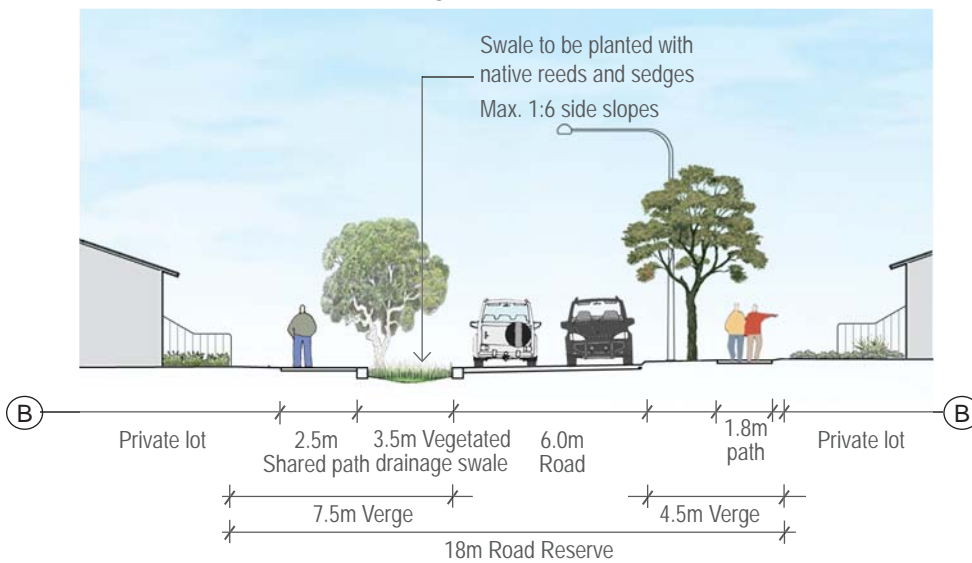 Swale to be planted with
native reeds and sedges
Max. 1:6 side slopes
B
B
Private lot
2.5m
Shared path
3.5m Vegetated
drainage swale
6.0m
Road
1.8m
path
Private lot
7.5m Verge
4.5m Verge
18m Road Reserve